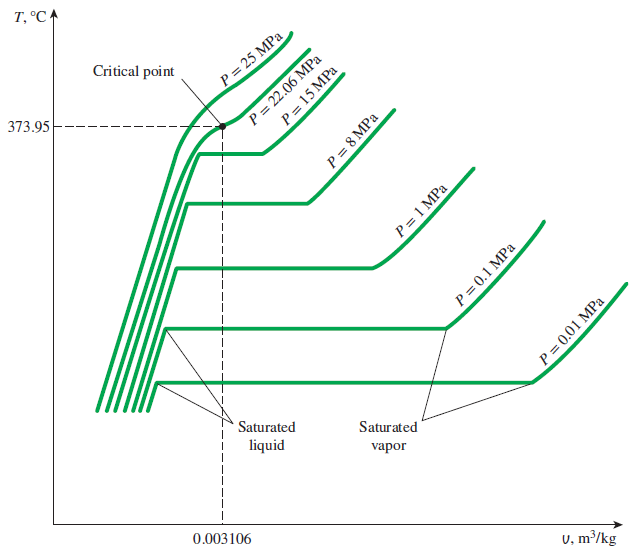 T, °C
Critical point
P = 25 MPa
P = 22.06 MPa
P = 15 MPa
P = 8 MPa
373.95
P = 1 MPa
P = 0.1 MPa
P = 0.01 MPa
Saturated
liquid
Saturated
vapor
0.003106
υ, m³/kg